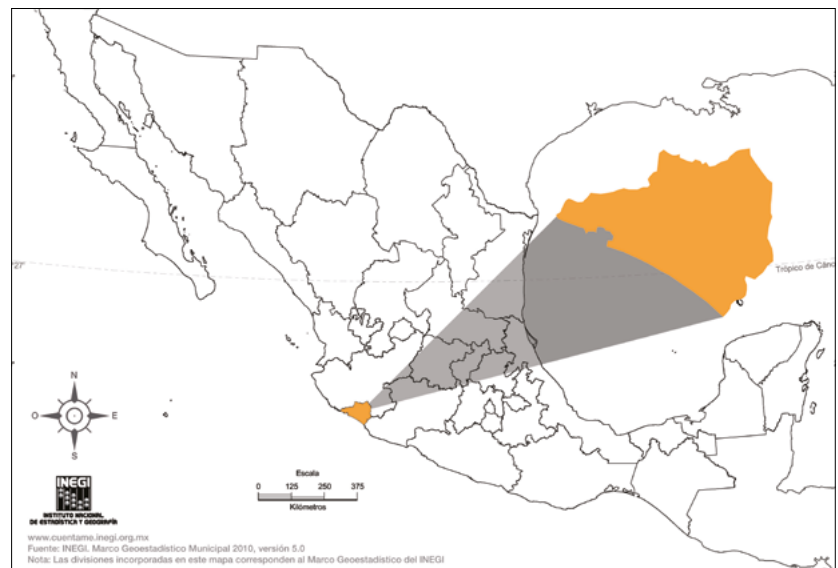 27°
Trópico de Cánc
N
O
E
S
Escala
0 125 250 375
Kilómetros
INEGI
INSTITUTO NACIONAL
DE ESTADÍSTICA Y GEOGRAFÍA
www.cuentame.inegi.org.mx
Fuente: INEGI. Marco Geoestadístico Municipal 2010, versión 5.0
Nota: Las divisiones incorporadas en este mapa corresponden al Marco Geoestadístico del INEGI